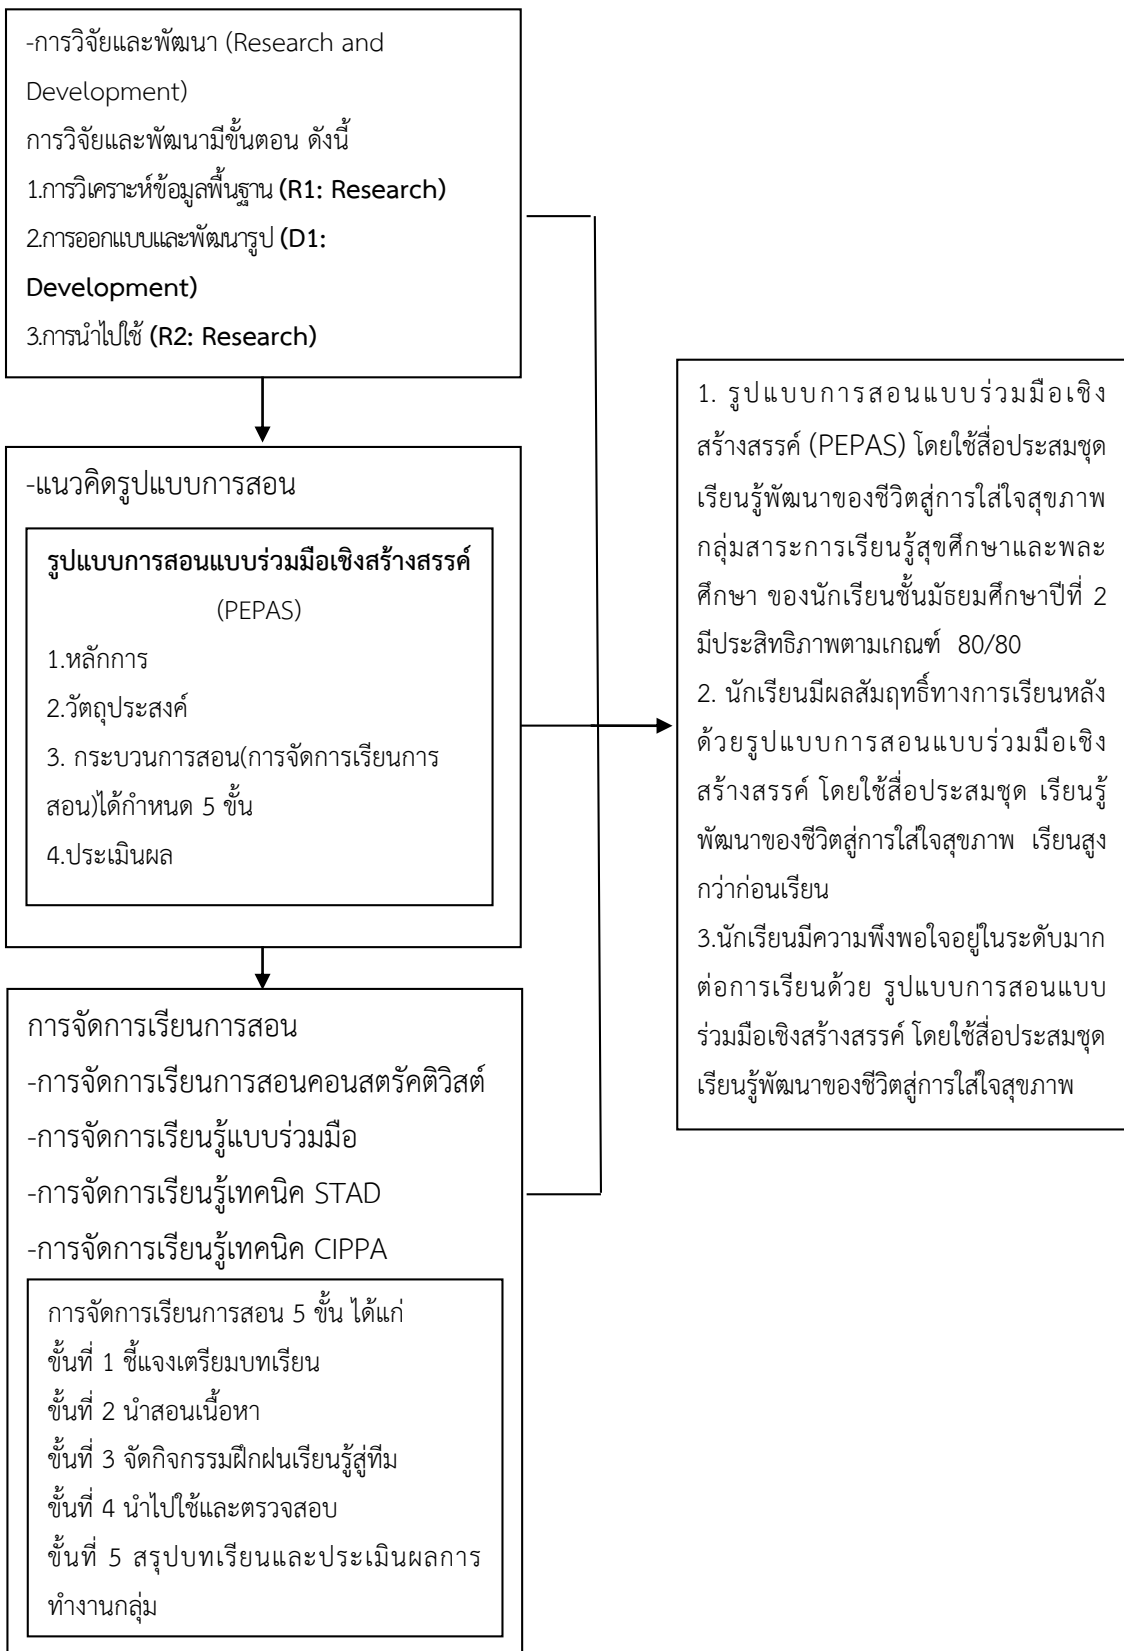 -การวิจัยและพัฒนา (Research and
Development)
การวิจัยและพัฒนามีขั้นตอน ดังนี้
1.การวิเคราะห์ข้อมูลพื้นฐาน (R1: Research)
2.การออกแบบและพัฒนารูป (D1:
Development)
3.การนำไปใช้ (R2: Research)
-แนวคิดรูปแบบการสอน
รูปแบบการสอนแบบร่วมมือเชิงสร้างสรรค์
(PEPAS)
1.หลักการ
2.วัตถุประสงค์
3. กระบวนการสอน(การจัดการเรียนการ
สอน)ได้กำหนด 5 ขั้น
4.ประเมินผล
การจัดการเรียนการสอน
-การจัดการเรียนการสอนคอนสตรัคติวิสต์
-การจัดการเรียนรู้แบบร่วมมือ
-การจัดการเรียนรู้เทคนิค STAD
-การจัดการเรียนรู้เทคนิค CIPPA
การจัดการเรียนการสอน 5 ขั้น ได้แก่
ขั้นที่ 1 ชี้แจงเตรียมบทเรียน
ขั้นที่ 2 นำสอนเนื้อหา
ขั้นที่ 3 จัดกิจกรรมฝึกฝนเรียนรู้สู่ทีม
ขั้นที่ 4 นำไปใช้และตรวจสอบ
ขั้นที่ 5 สรุปบทเรียนและประเมินผลการ
ทำงานกลุ่ม
1. รูปแบบการสอนแบบร่วมมือเชิง
สร้างสรรค์ (PEPAS) โดยใช้สื่อประสมชุด
เรียนรู้พัฒนาของชีวิตสู่การใส่ใจสุขภาพ
กลุ่มสาระการเรียนรู้สุขศึกษาและพละ
ศึกษา ของนักเรียนชั้นมัธยมศึกษาปีที่ 2
มีประสิทธิภาพตามเกณฑ์ 80/80
2. นักเรียนมีผลสัมฤทธิ์ทางการเรียนหลัง
ด้วยรูปแบบการสอนแบบร่วมมือเชิง
สร้างสรรค์ โดยใช้สื่อประสมชุด เรียนรู้
พัฒนาของชีวิตสู่การใส่ใจสุขภาพ เรียนสูง
กว่าก่อนเรียน
3.นักเรียนมีความพึงพอใจอยู่ในระดับมาก
ต่อการเรียนด้วย รูปแบบการสอนแบบ
ร่วมมือเชิงสร้างสรรค์ โดยใช้สื่อประสมชุด
เรียนรู้พัฒนาของชีวิตสู่การใส่ใจสุขภาพ